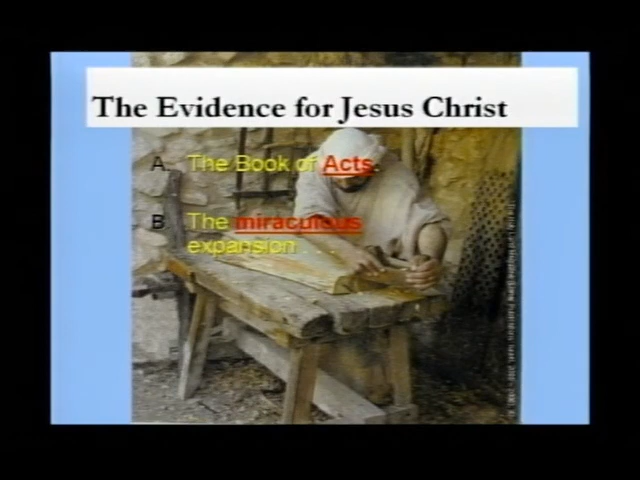 The Evidence for Jesus Christ
A. The Book of Acts.
B The miraculous
expansion